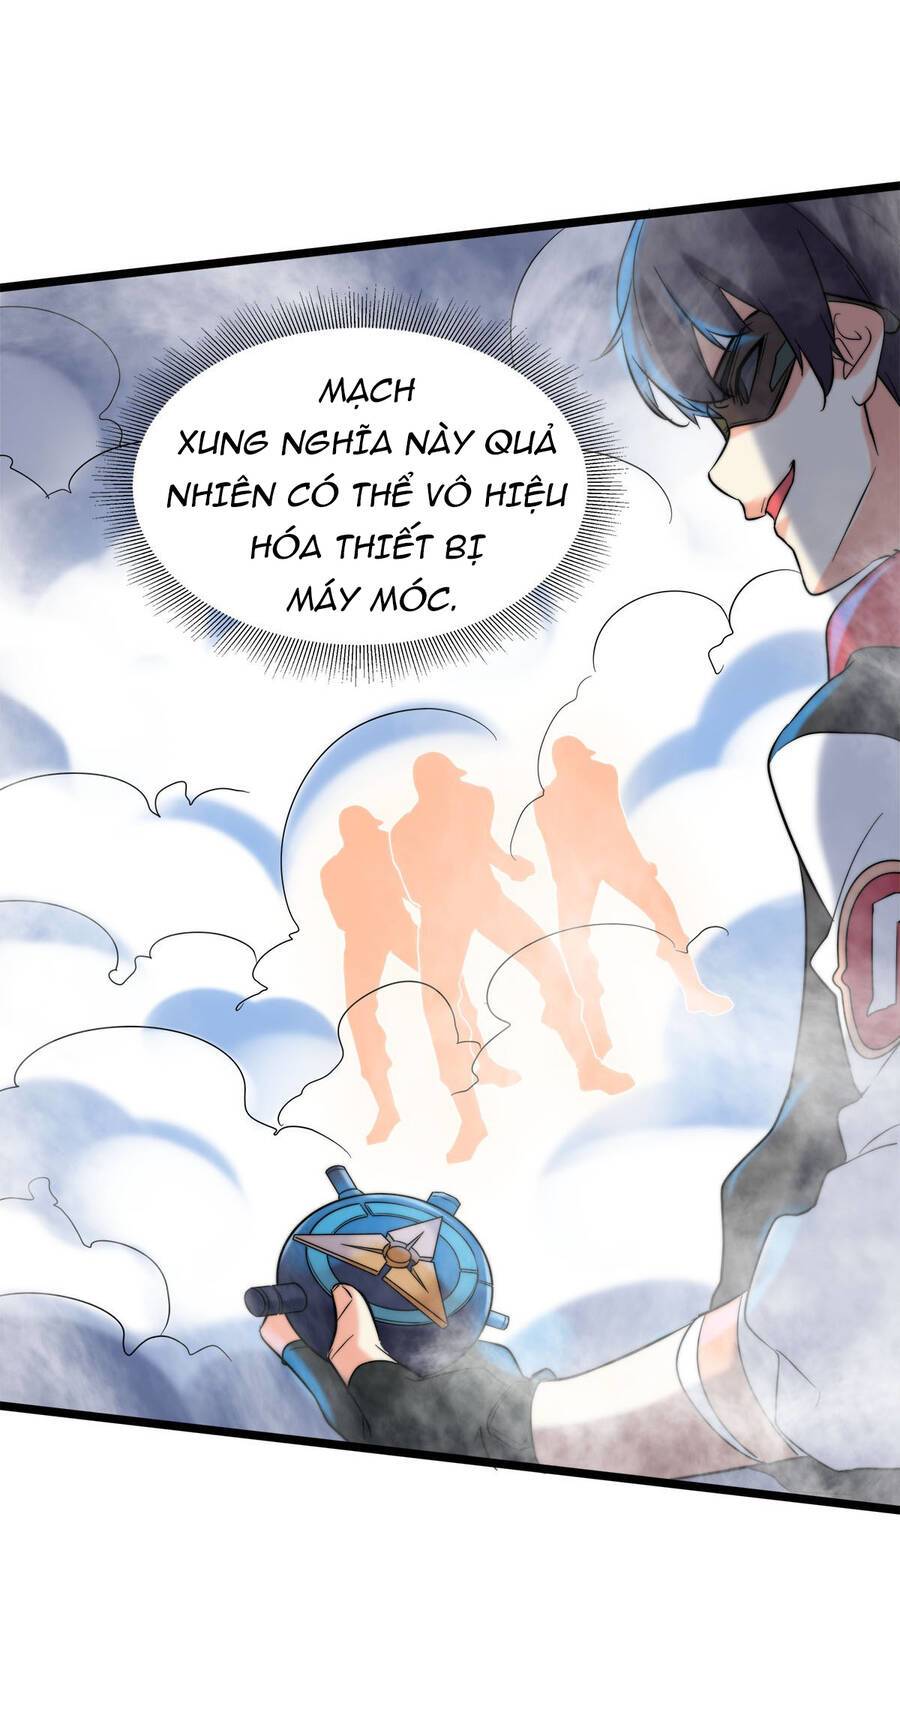 MẠCH
XUNG NGHĨA NÀY QUẢ
NHIÊN CÓ THỂ VÔ HIỆU
HÓA THIẾT BỊ
MÁY MÓC.